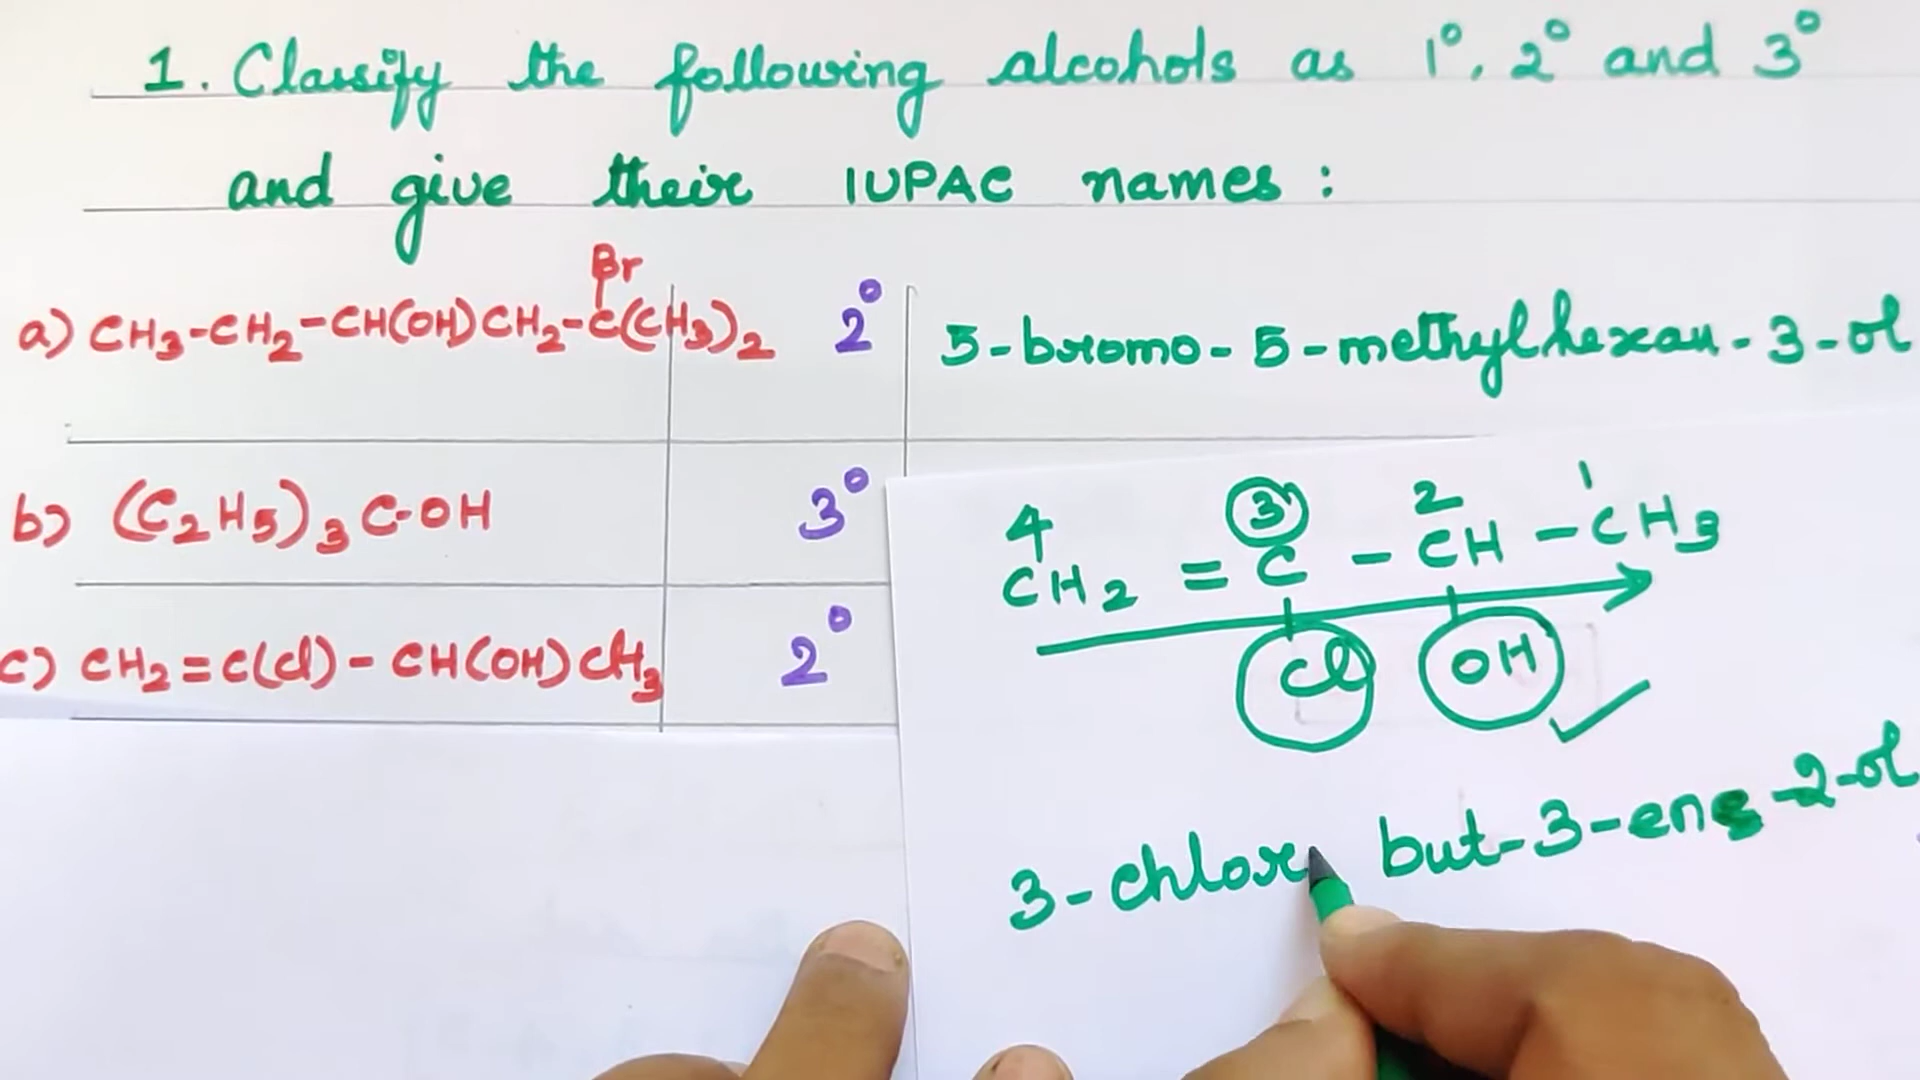 1. Classify the following alcohols as 1°, 2° and 3°
and give their IUPAC names :
Br
a) CH3-CH2-CH(OH)CH2-C(CH3)2 2° 5-bromo-5-methylhexan-3-ol
b) (C2H5)3C-OH 3°
c) CH2=C(Cl)-CH(OH)CH3 2°
4 3 2 1
CH2 = C - CH - CH3
Cl OH
3-chlor but-3-ene-2-ol